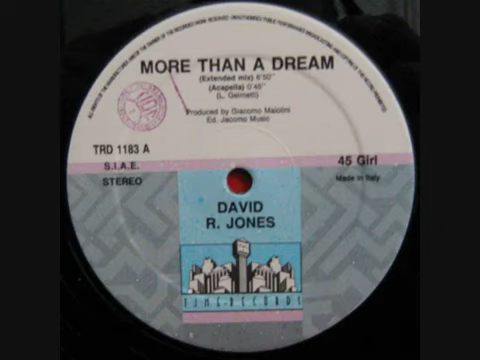 MORE THAN A DREAM
(Extended mix) 6'50''
(Acapella) 0'45''
(L. Gelmetti)
Produced by Giacomo Maiolini
Ed. Jacomo Music
TRD 1183 A
S.I.A.E.
STEREO
45 Giri
Made in Italy
DAVID
R. JONES
TIME-RECORDS